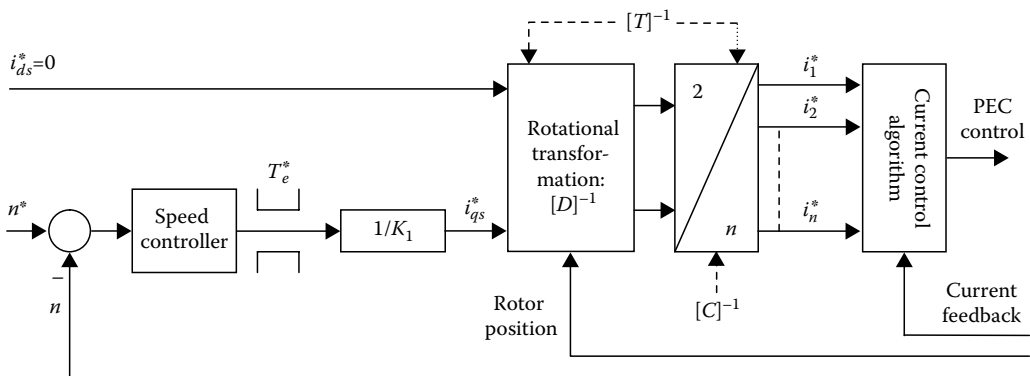 [T]⁻¹
i*ds=0
Rotational
transfor-
mation:
[D]⁻¹
2
n
i*1
i*2
i*n
Current control
algorithm
PEC
control
n*
Speed
controller
T*e
1/K₁
i*qs
–
n
Rotor
position
[C]⁻¹
Current
feedback